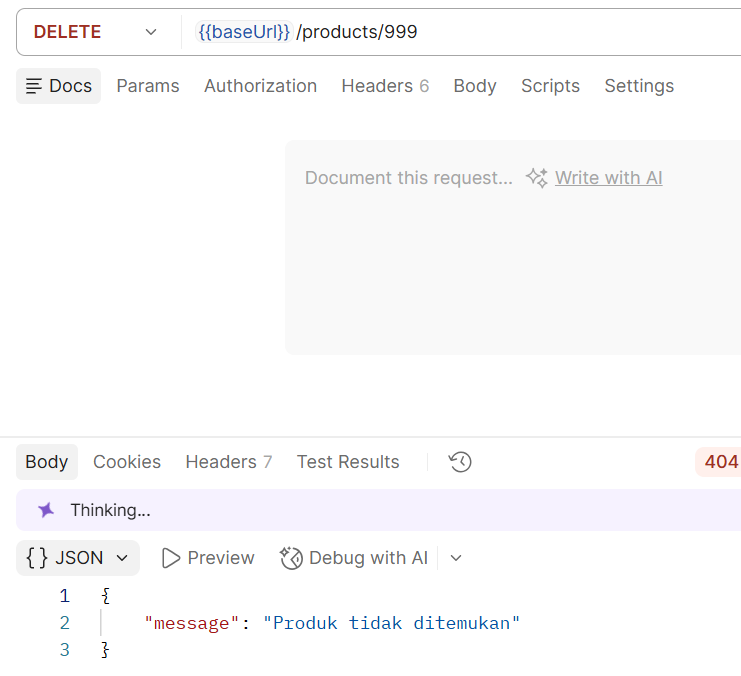 DELETE {{baseUrl}} /products/999
Docs Params Authorization Headers 6 Body Scripts Settings
Document this request... Write with AI
Body Cookies Headers 7 Test Results 404
Thinking...
{} JSON Preview Debug with AI
1 {
2 "message": "Produk tidak ditemukan"
3 }